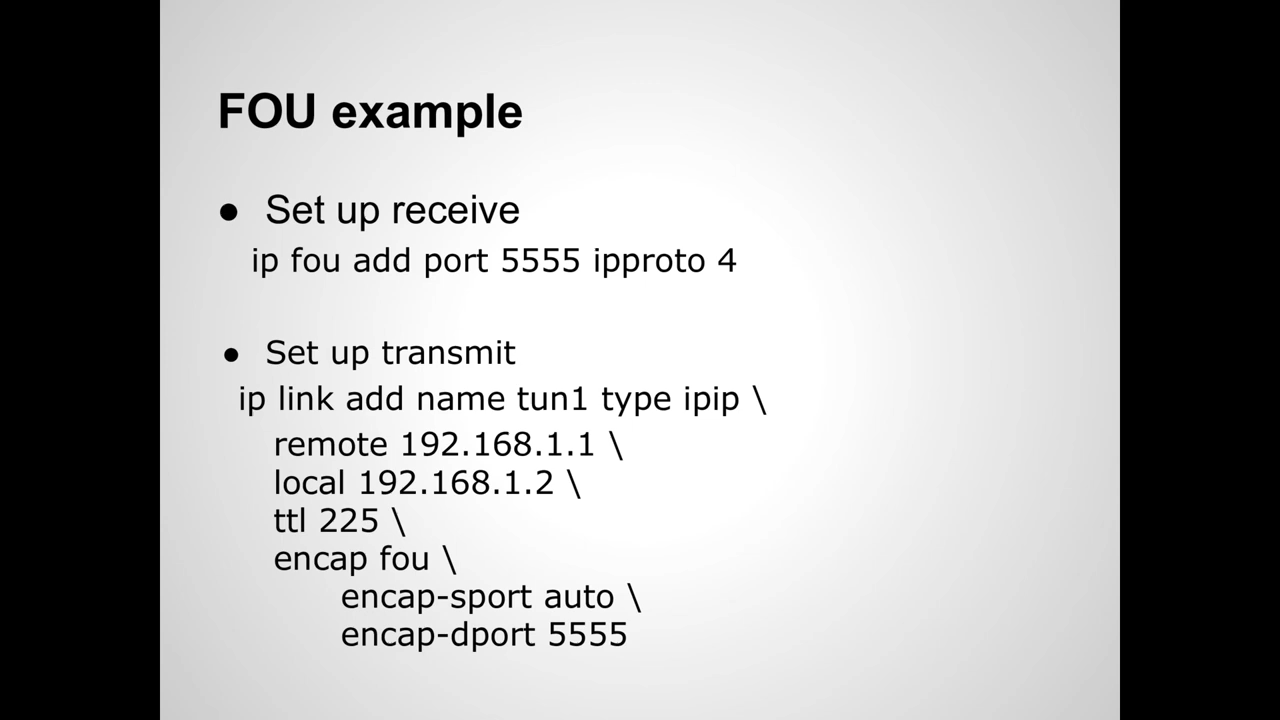 FOU example
● Set up receive
ip fou add port 5555 ipproto 4
● Set up transmit
ip link add name tun1 type ipip \
remote 192.168.1.1 \
local 192.168.1.2 \
ttl 225 \
encap fou \
encap-sport auto \
encap-dport 5555